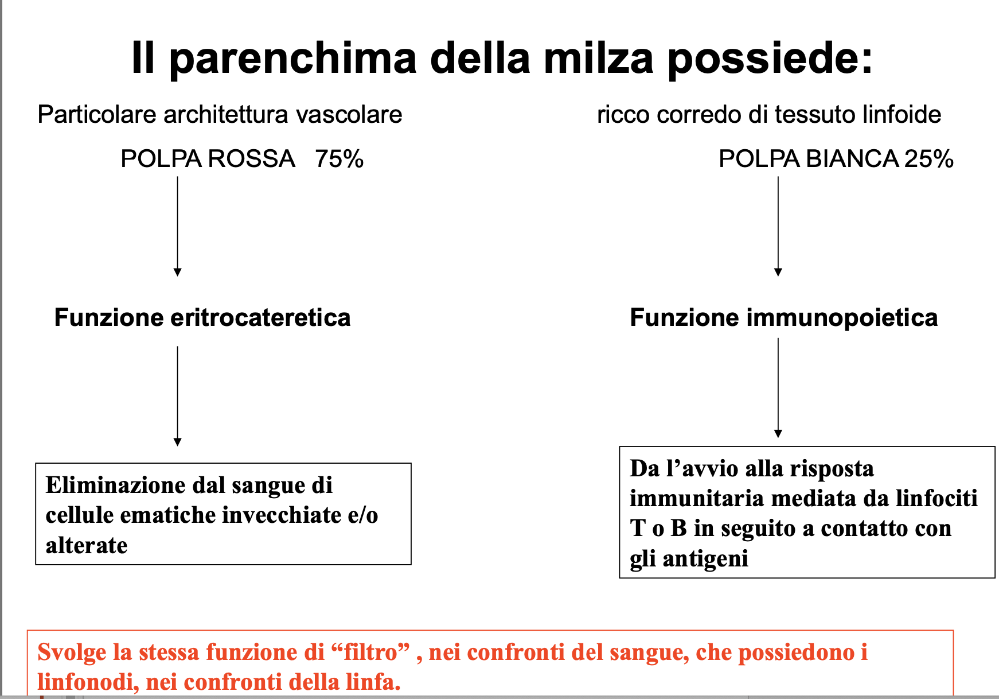 Il parenchima della milza possiede:
Particolare architettura vascolare
ricco corredo di tessuto linfoide
POLPA ROSSA 75%
POLPA BIANCA 25%
Funzione eritrocateretica
Funzione immunopoietica
Eliminazione dal sangue di
cellule ematiche invecchiate e/o
alterate
Da l’avvio alla risposta
immunitaria mediata da linfociti
T o B in seguito a contatto con
gli antigeni
Svolge la stessa funzione di “filtro” , nei confronti del sangue, che possiedono i
linfonodi, nei confronti della linfa.